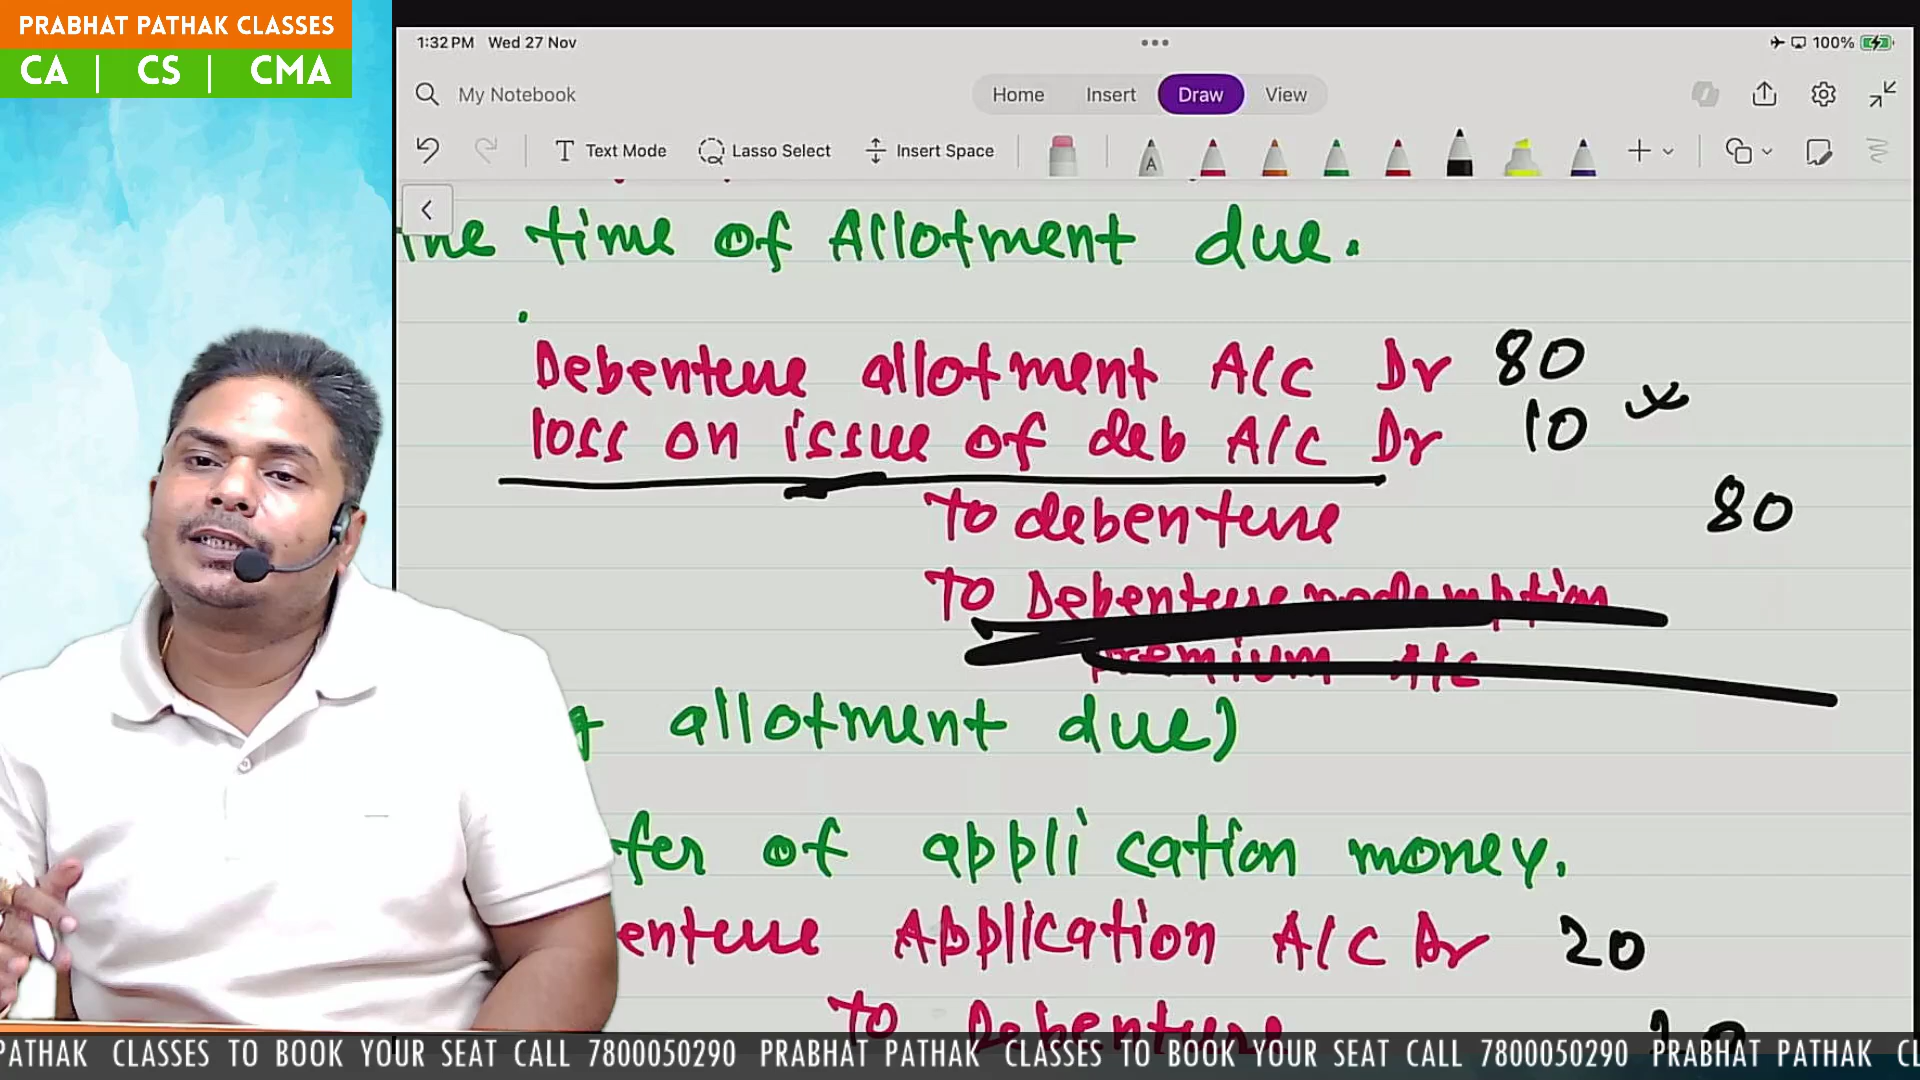 PRABHAT PATHAK CLASSES
CA | CS | CMA
1:32 PM Wed 27 Nov
100%
My Notebook
Home Insert Draw View
Text Mode Lasso Select Insert Space
A
The time of Allotment due.
Debenture allotment A/C Dr 80
loss on issue of deb A/C Dr 10
To debenture 80
To Debenture redemption
premium A/c
allotment due)
fer of application money.
enture Application A/C Dr 20
To Debenture
PATHAK CLASSES TO BOOK YOUR SEAT CALL 7800050290 PRABHAT PATHAK CLASSES TO BOOK YOUR SEAT CALL 7800050290 PRABHAT PATHAK CL